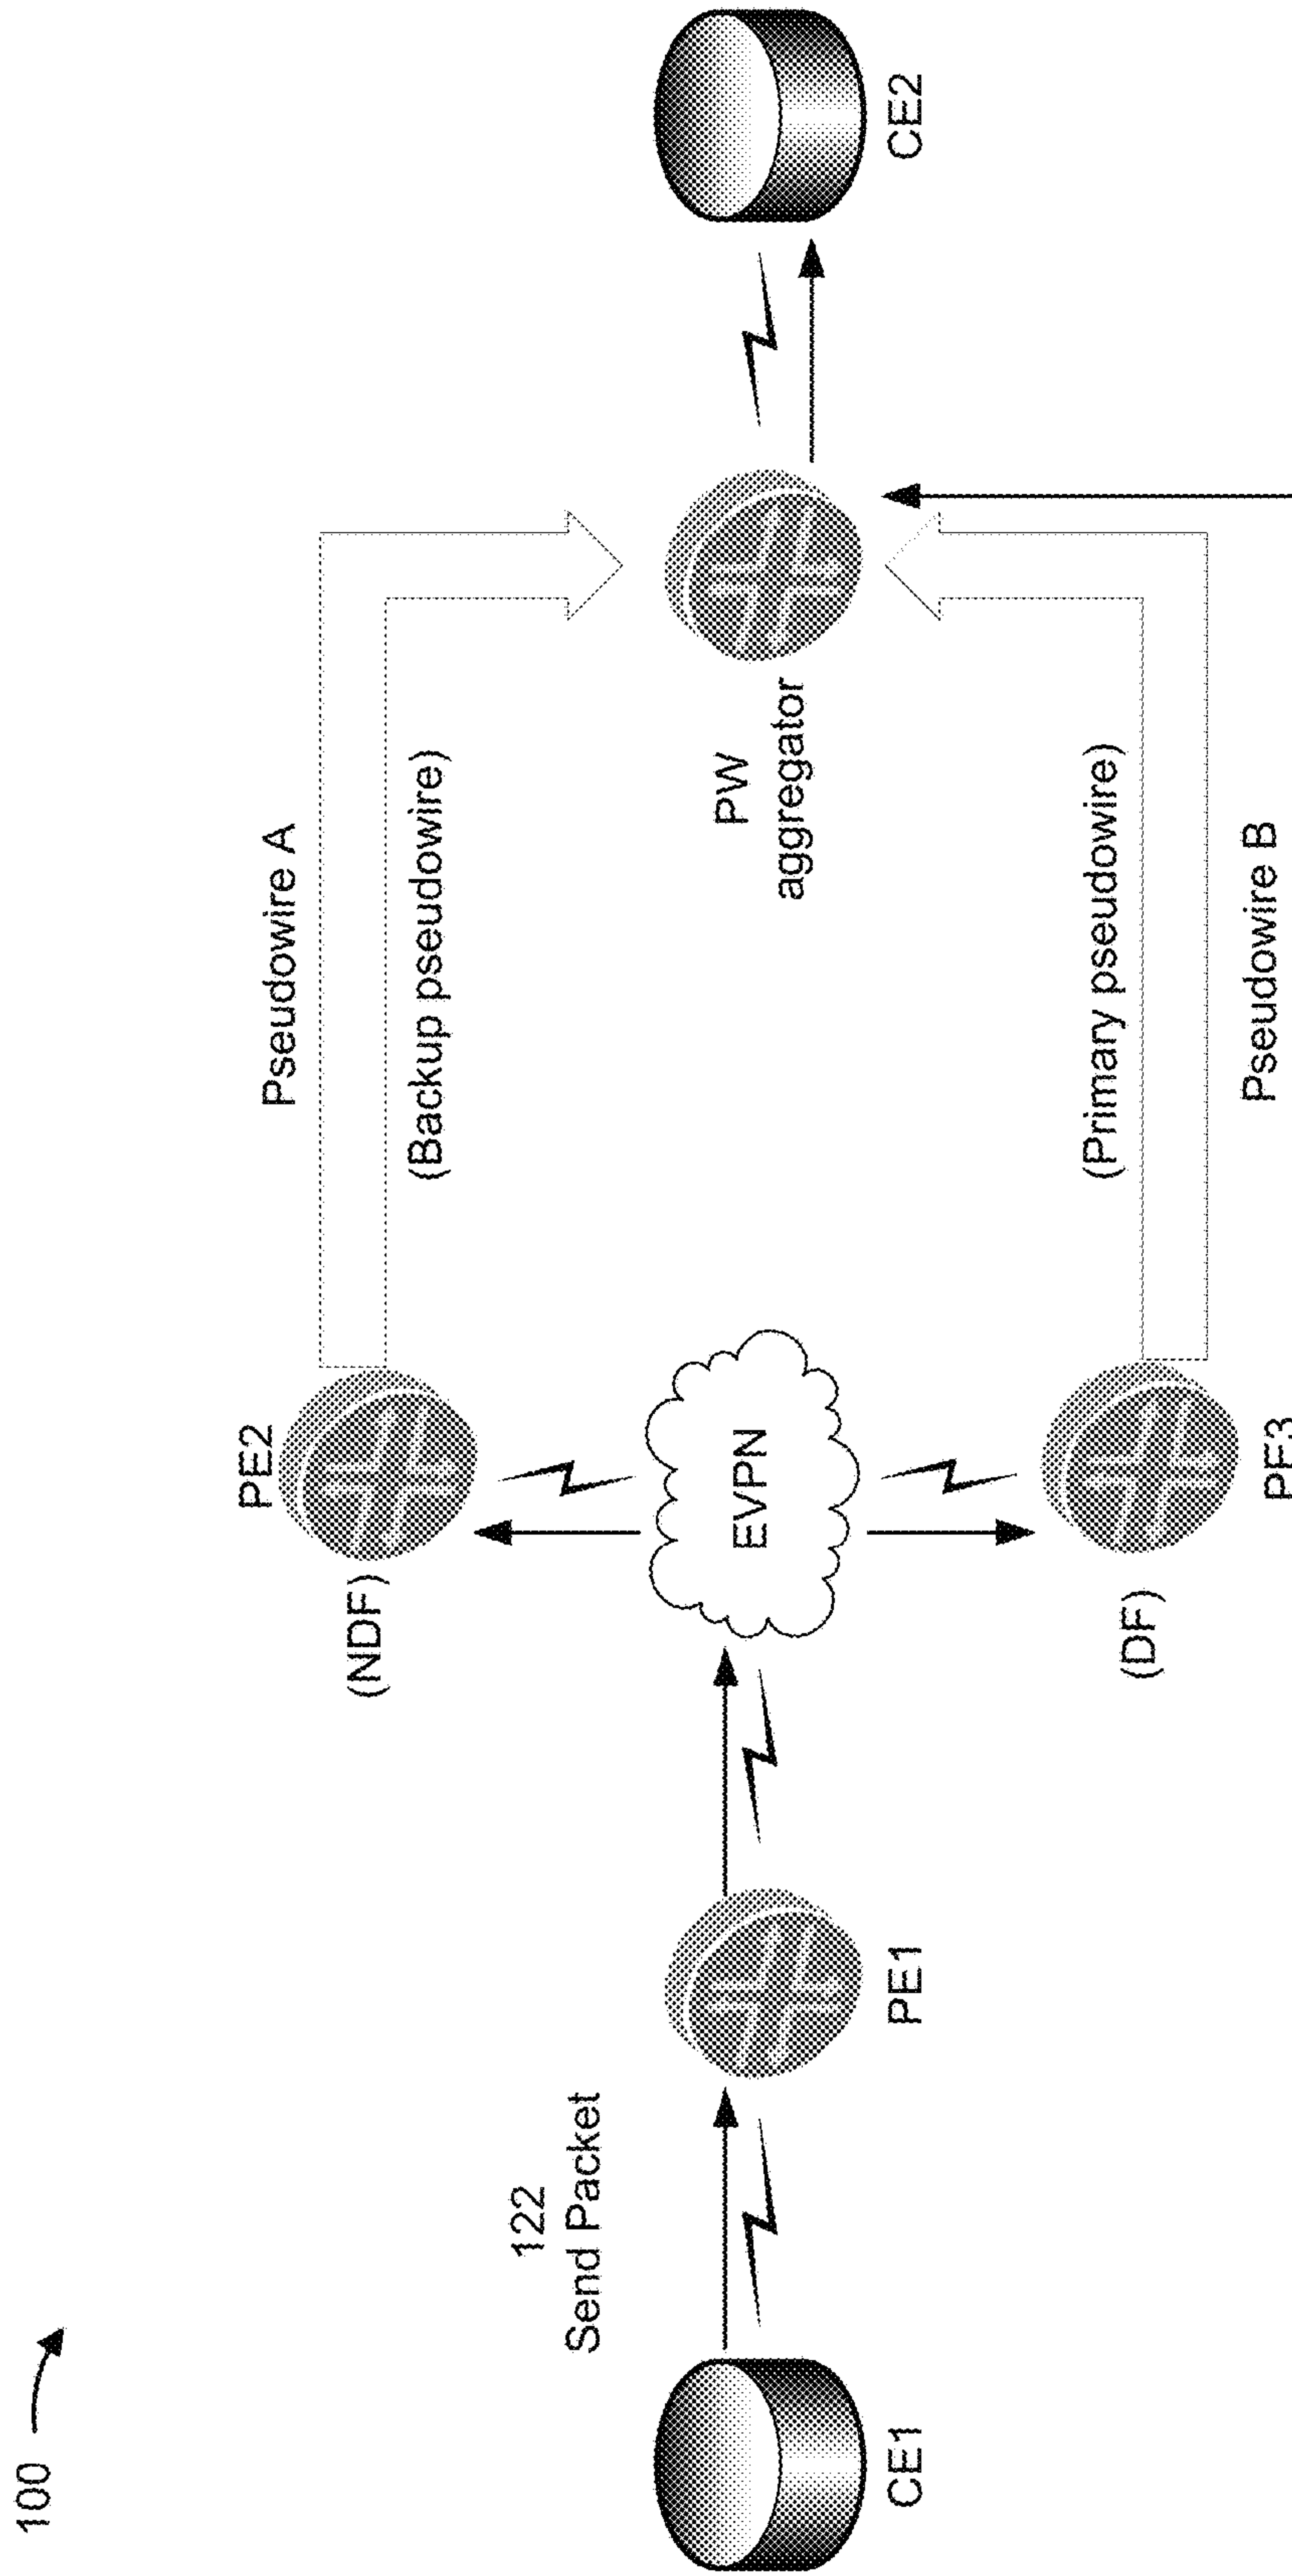 100
122
Send Packet
CE1
PE1
PE2
(NDF)
EVPN
(DF)
PE3
Pseudowire A
(Backup pseudowire)
PW
aggregator
(Primary pseudowire)
Pseudowire B
CE2